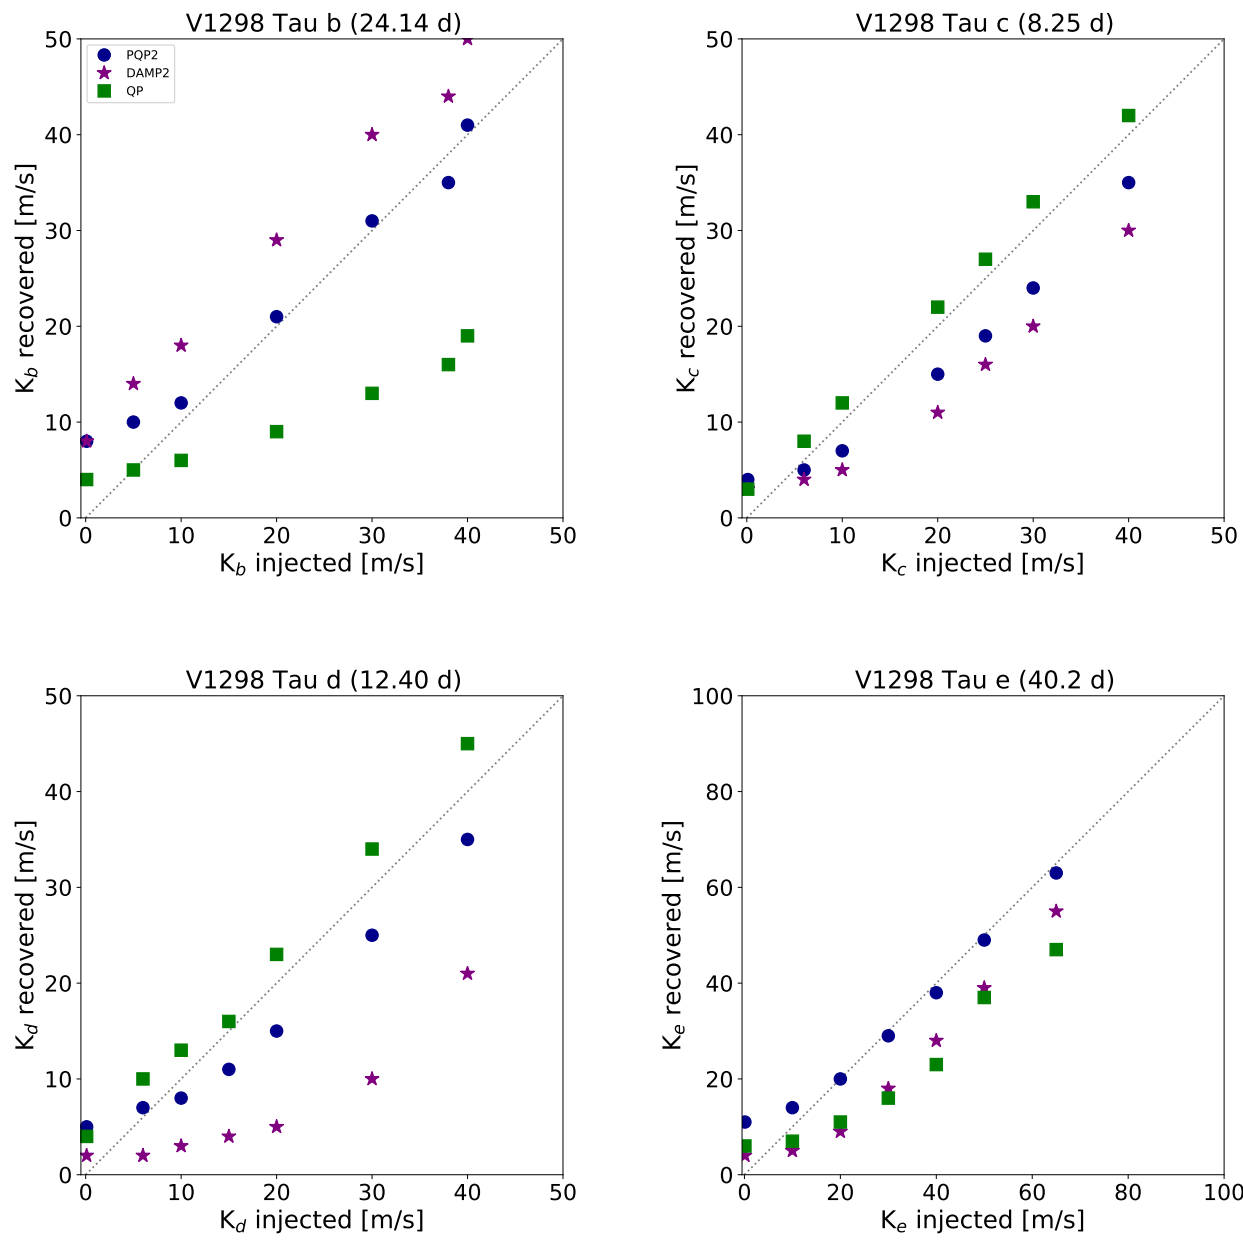 V1298 Tau b (24.14 d)
PQP2
DAMP2
QP
K_b recovered [m/s]
50
40
30
20
10
0
0 10 20 30 40 50
K_b injected [m/s]
V1298 Tau c (8.25 d)
K_c recovered [m/s]
50
40
30
20
10
0
0 10 20 30 40 50
K_c injected [m/s]
V1298 Tau d (12.40 d)
K_d recovered [m/s]
50
40
30
20
10
0
0 10 20 30 40 50
K_d injected [m/s]
V1298 Tau e (40.2 d)
K_e recovered [m/s]
100
80
60
40
20
0
0 20 40 60 80 100
K_e injected [m/s]